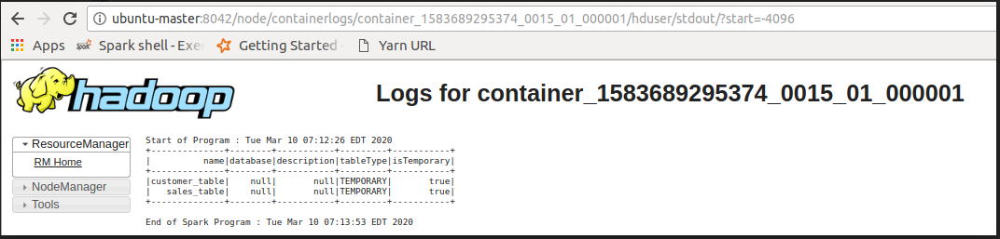 ubuntu-master:8042/node/containerlogs/container_1583689295374_0015_01_000001/hduser/stdout/?start=-4096
Apps Spark shell - Exec Getting Started - Yarn URL
hadoop
Logs for container_1583689295374_0015_01_000001
ResourceManager
RM Home
NodeManager
Tools
Start of Program : Tue Mar 10 07:12:26 EDT 2020
+--------------+--------+-----------+---------+-----------+
|          name|database|description|tableType|isTemporary|
+--------------+--------+-----------+---------+-----------+
|customer_table|    null|       null|TEMPORARY|       true|
|   sales_table|    null|       null|TEMPORARY|       true|
+--------------+--------+-----------+---------+-----------+
End of Spark Program : Tue Mar 10 07:13:53 EDT 2020